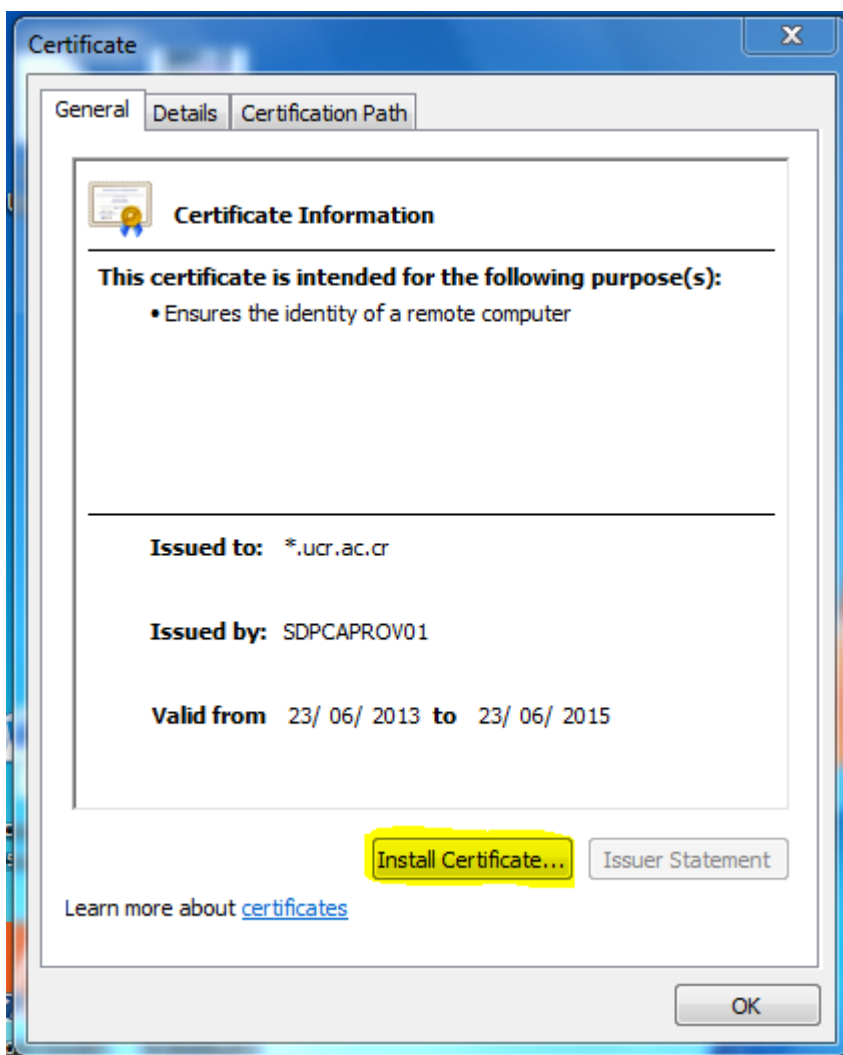 Certificate
General Details Certification Path
Certificate Information
This certificate is intended for the following purpose(s):
• Ensures the identity of a remote computer
Issued to: *.ucr.ac.cr
Issued by: SDPCAPROV01
Valid from 23/ 06/ 2013 to 23/ 06/ 2015
Install Certificate... Issuer Statement
Learn more about certificates
OK